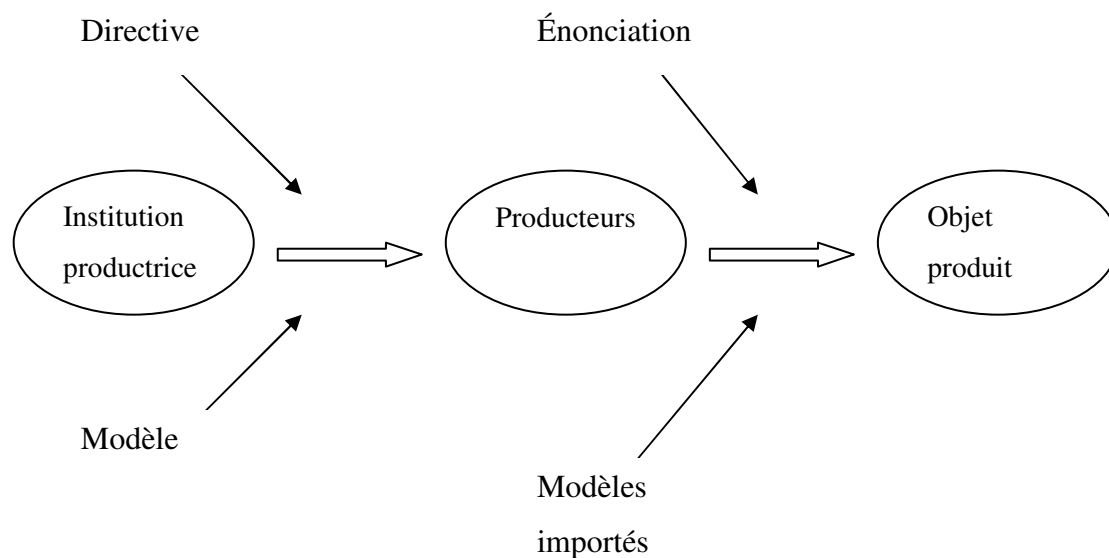 Directive
Énonciation
Institution
productrice
Producteurs
Objet
produit
Modèle
Modèles
importés